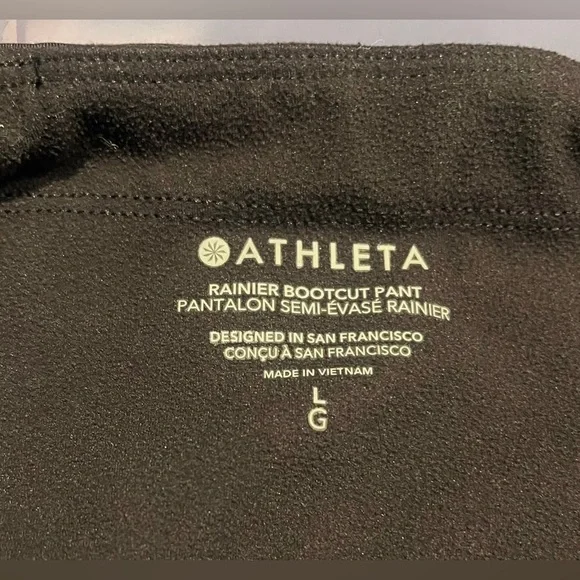 ATHLETA
RAINIER BOOTCUT PANT
PANTALON SEMI-ÉVASÉ RAINIER
DESIGNED IN SAN FRANCISCO
CONÇU À SAN FRANCISCO
MADE IN VIETNAM
L
G